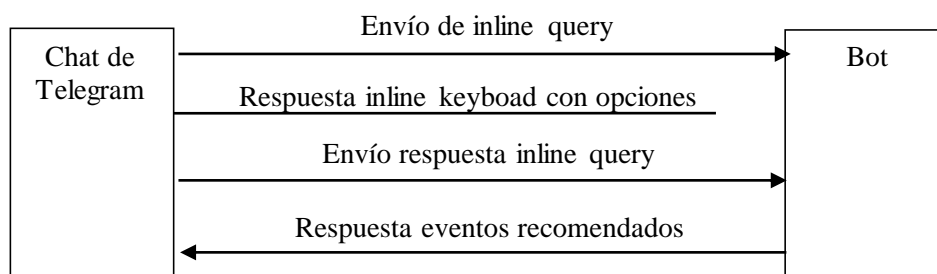 Envío de inline query
Chat de
Telegram
Bot
Respuesta inline keyboad con opciones
Envío respuesta inline query
Respuesta eventos recomendados